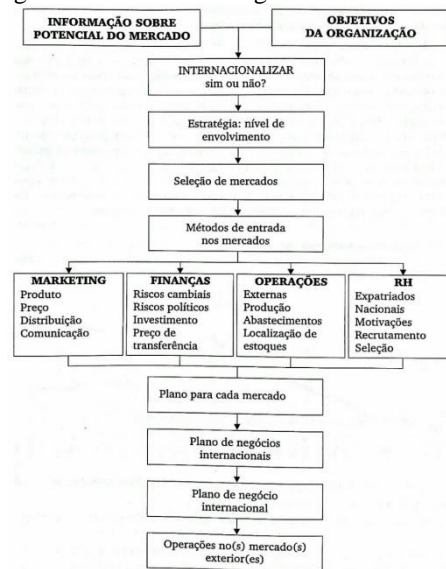 INFORMAÇÃO SOBRE
POTENCIAL DO MERCADO
OBJETIVOS
DA ORGANIZAÇÃO
INTERNACIONALIZAR
sim ou não?
Estratégia: nível de
envolvimento
Seleção de mercados
Métodos de entrada
nos mercados
MARKETING
Produto
Preço
Distribuição
Comunicação
FINANÇAS
Riscos cambiais
Riscos políticos
Investimento
Preço de
transferência
OPERAÇÕES
Externas
Produção
Abastecimentos
Localização de
estoques
RH
Expatriados
Nacionais
Motivações
Recrutamento
Seleção
Plano para cada mercado
Plano de negócios
internacionais
Plano de negócio
internacional
Operações no(s) mercado(s)
exterior(es)